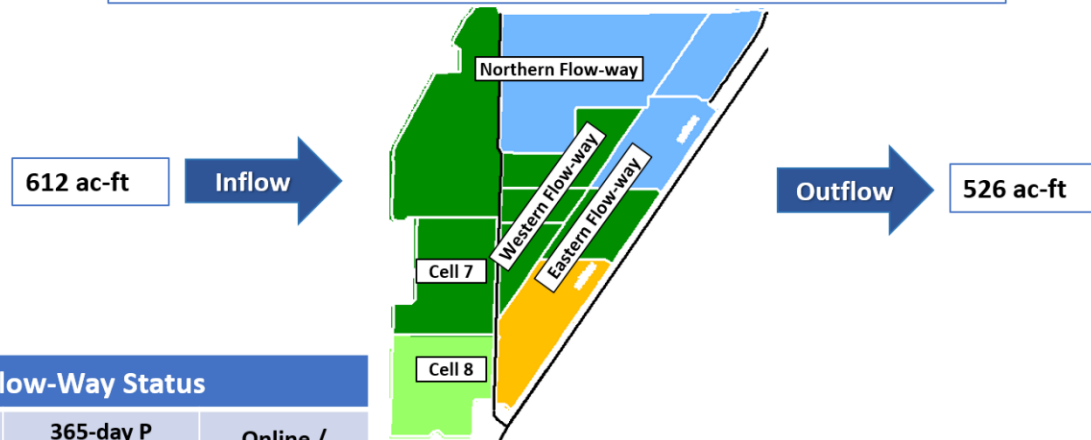 Northern Flow-way
612 ac-ft
Inflow
Western Flow-way
Eastern Flow-way
Outflow
526 ac-ft
Cell 7
Cell 8
low-Way Status
365-day P
Online /